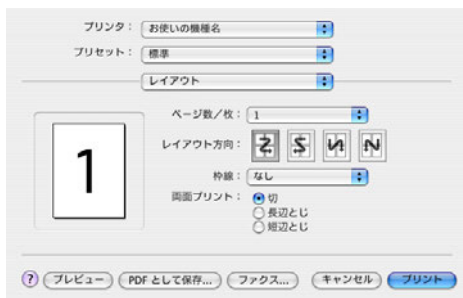 プリンタ： お使いの機種名
プリセット： 標準
レイアウト
ページ数／枚： 1
レイアウト方向：
枠線： なし
両面プリント： 切
長辺とじ
短辺とじ
1
? プレビュー PDF として保存... ファクス... キャンセル プリント